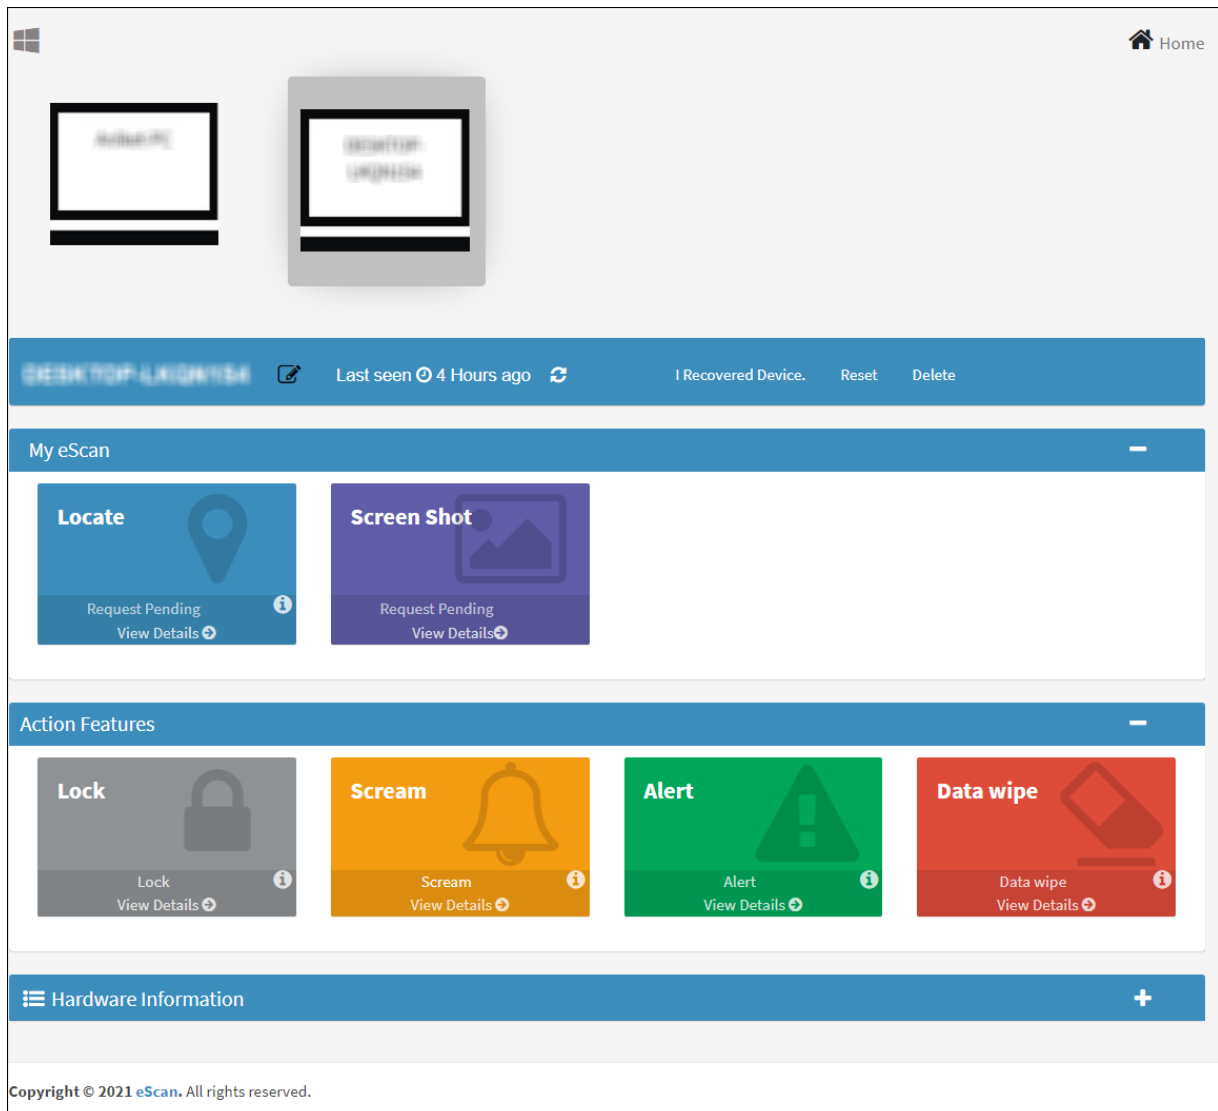 Home
Last seen 4 Hours ago
I Recovered Device.
Reset
Delete
My eScan
Locate
Request Pending
View Details
Screen Shot
Request Pending
View Details
Action Features
Lock
Lock
View Details
Scream
Scream
View Details
Alert
Alert
View Details
Data wipe
Data wipe
View Details
Hardware Information
Copyright © 2021 eScan. All rights reserved.